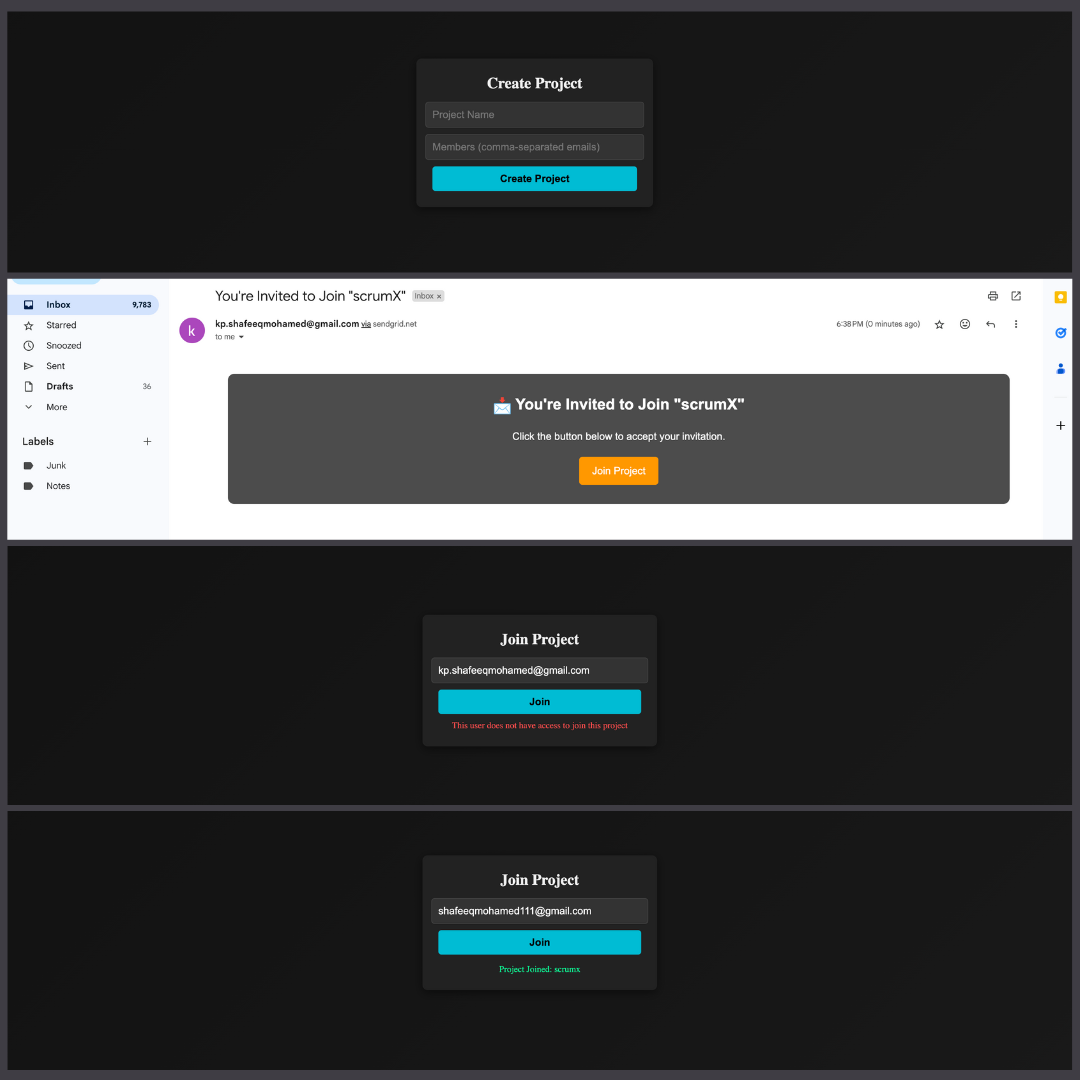 Create Project
Project Name
Members (comma-separated emails)
Create Project
You're Invited to Join "scrumX" Inbox x
Inbox 9,783
Starred
Snoozed
Sent
Drafts 36
More
Labels
Junk
Notes
k
kp.shafeeqmohamed@gmail.com via sendgrid.net
to me
6:38 PM (0 minutes ago)
📩 You're Invited to Join "scrumX"
Click the button below to accept your invitation.
Join Project
Join Project
kp.shafeeqmohamed@gmail.com
Join
This user does not have access to join this project
Join Project
shafeeqmohamed111@gmail.com
Join
Project Joined: scrumx